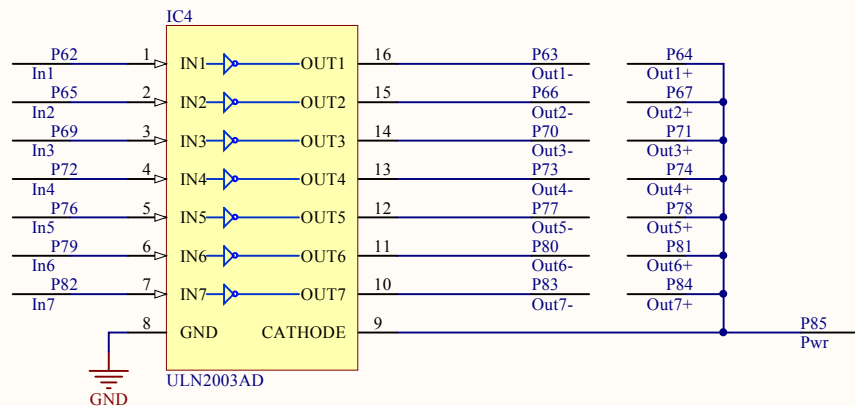 IC4
P62 1 IN1 OUT1 16 P63 P64
In1 Out1- Out1+
P65 2 IN2 OUT2 15 P66 P67
In2 Out2- Out2+
P69 3 IN3 OUT3 14 P70 P71
In3 Out3- Out3+
P72 4 IN4 OUT4 13 P73 P74
In4 Out4- Out4+
P76 5 IN5 OUT5 12 P77 P78
In5 Out5- Out5+
P79 6 IN6 OUT6 11 P80 P81
In6 Out6- Out6+
P82 7 IN7 OUT7 10 P83 P84
In7 Out7- Out7+
8 GND CATHODE 9 P85
Pwr
ULN2003AD
GND